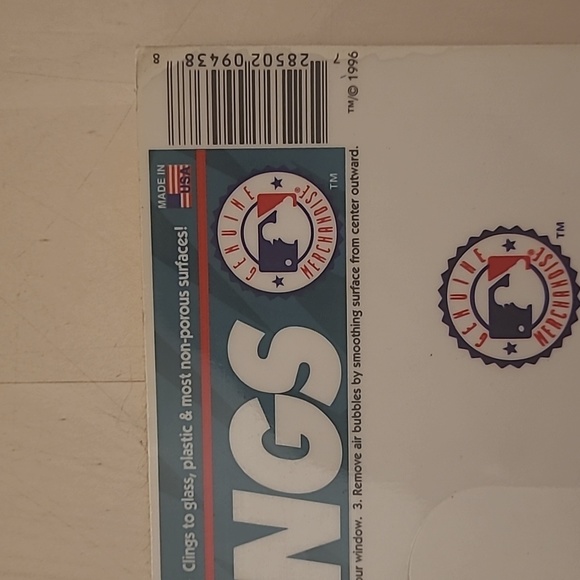 7 28502 09438 8
TM/© 1996
MADE IN
USA
Clings to glass, plastic & most non-porous surfaces!
GENUINE
MERCHANDISE
®
TM
NGS
our window. 3. Remove air bubbles by smoothing surface from center outward.
GENUINE
MERCHANDISE
®
TM